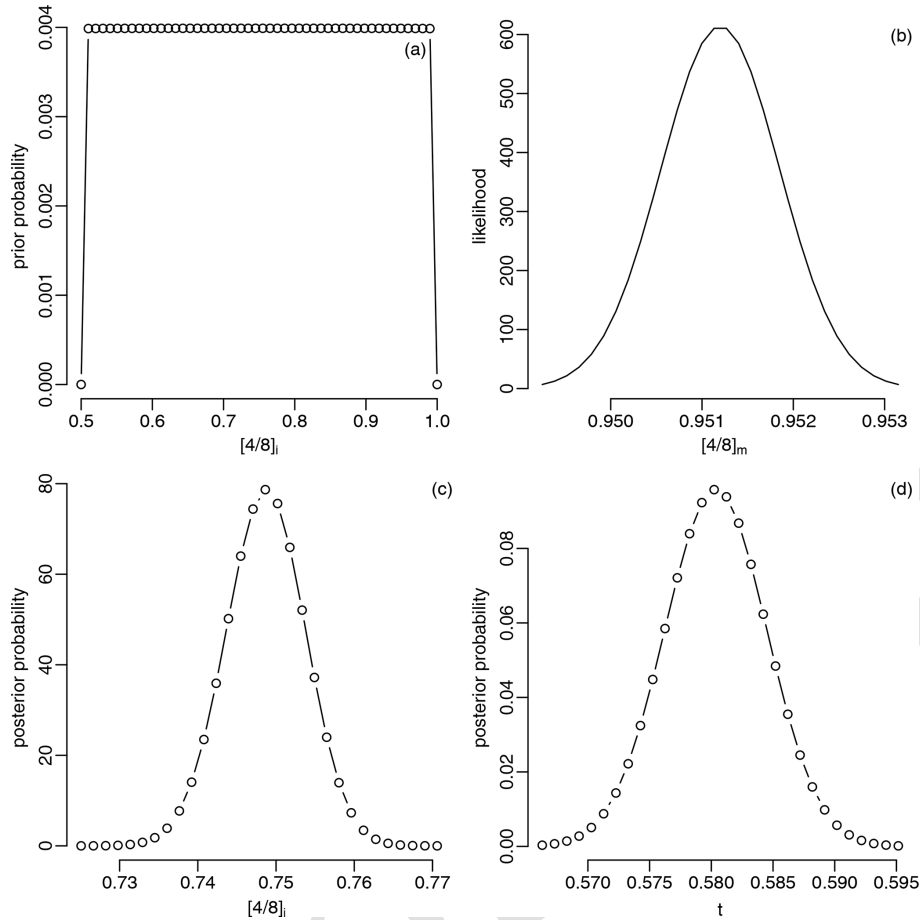 (a)
prior probability
0.000 0.001 0.002 0.003 0.004
0.5 0.6 0.7 0.8 0.9 1.0
[4/8]i
(b)
likelihood
0 100 200 300 400 500 600
0.950 0.951 0.952 0.953
[4/8]m
(c)
posterior probability
0 20 40 60 80
0.73 0.74 0.75 0.76 0.77
[4/8]i
(d)
posterior probability
0.00 0.02 0.04 0.06 0.08
0.570 0.575 0.580 0.585 0.590 0.595
t